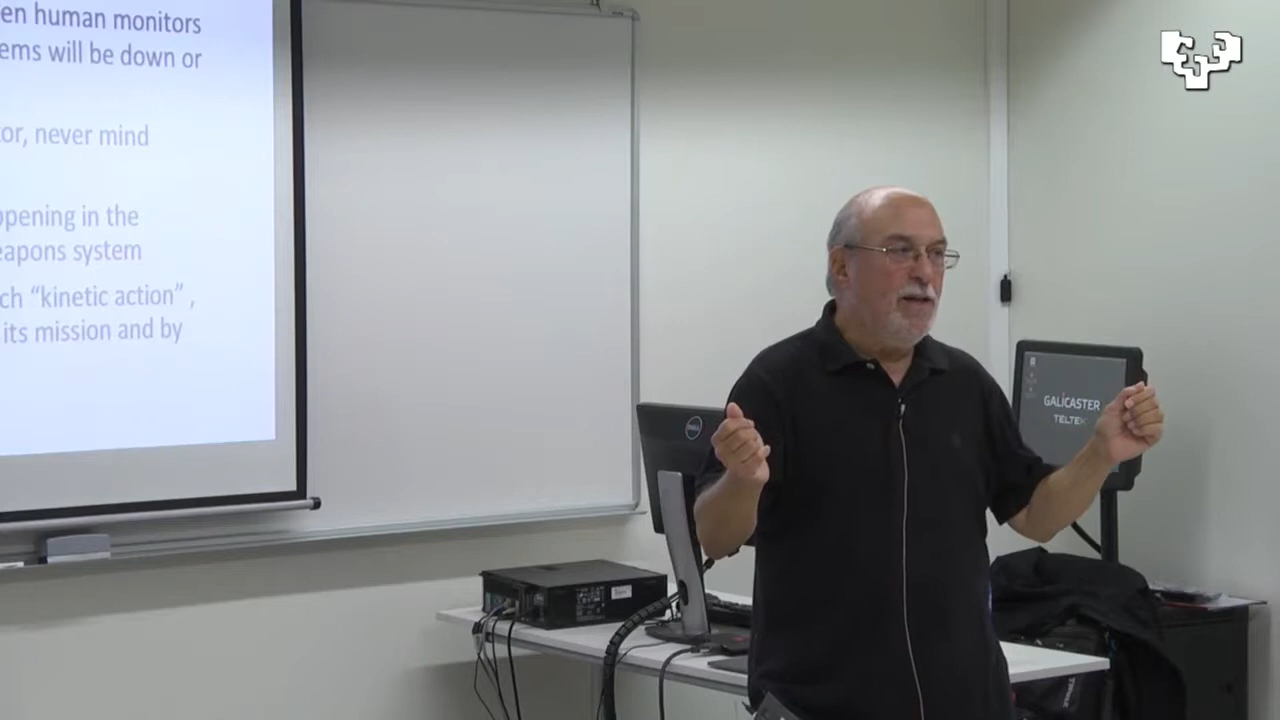 en human monitors
ems will be down or
or, never mind
ppening in the
eapons system
ch “kinetic action” ,
its mission and by
DELL
GALICASTER
TELTEK